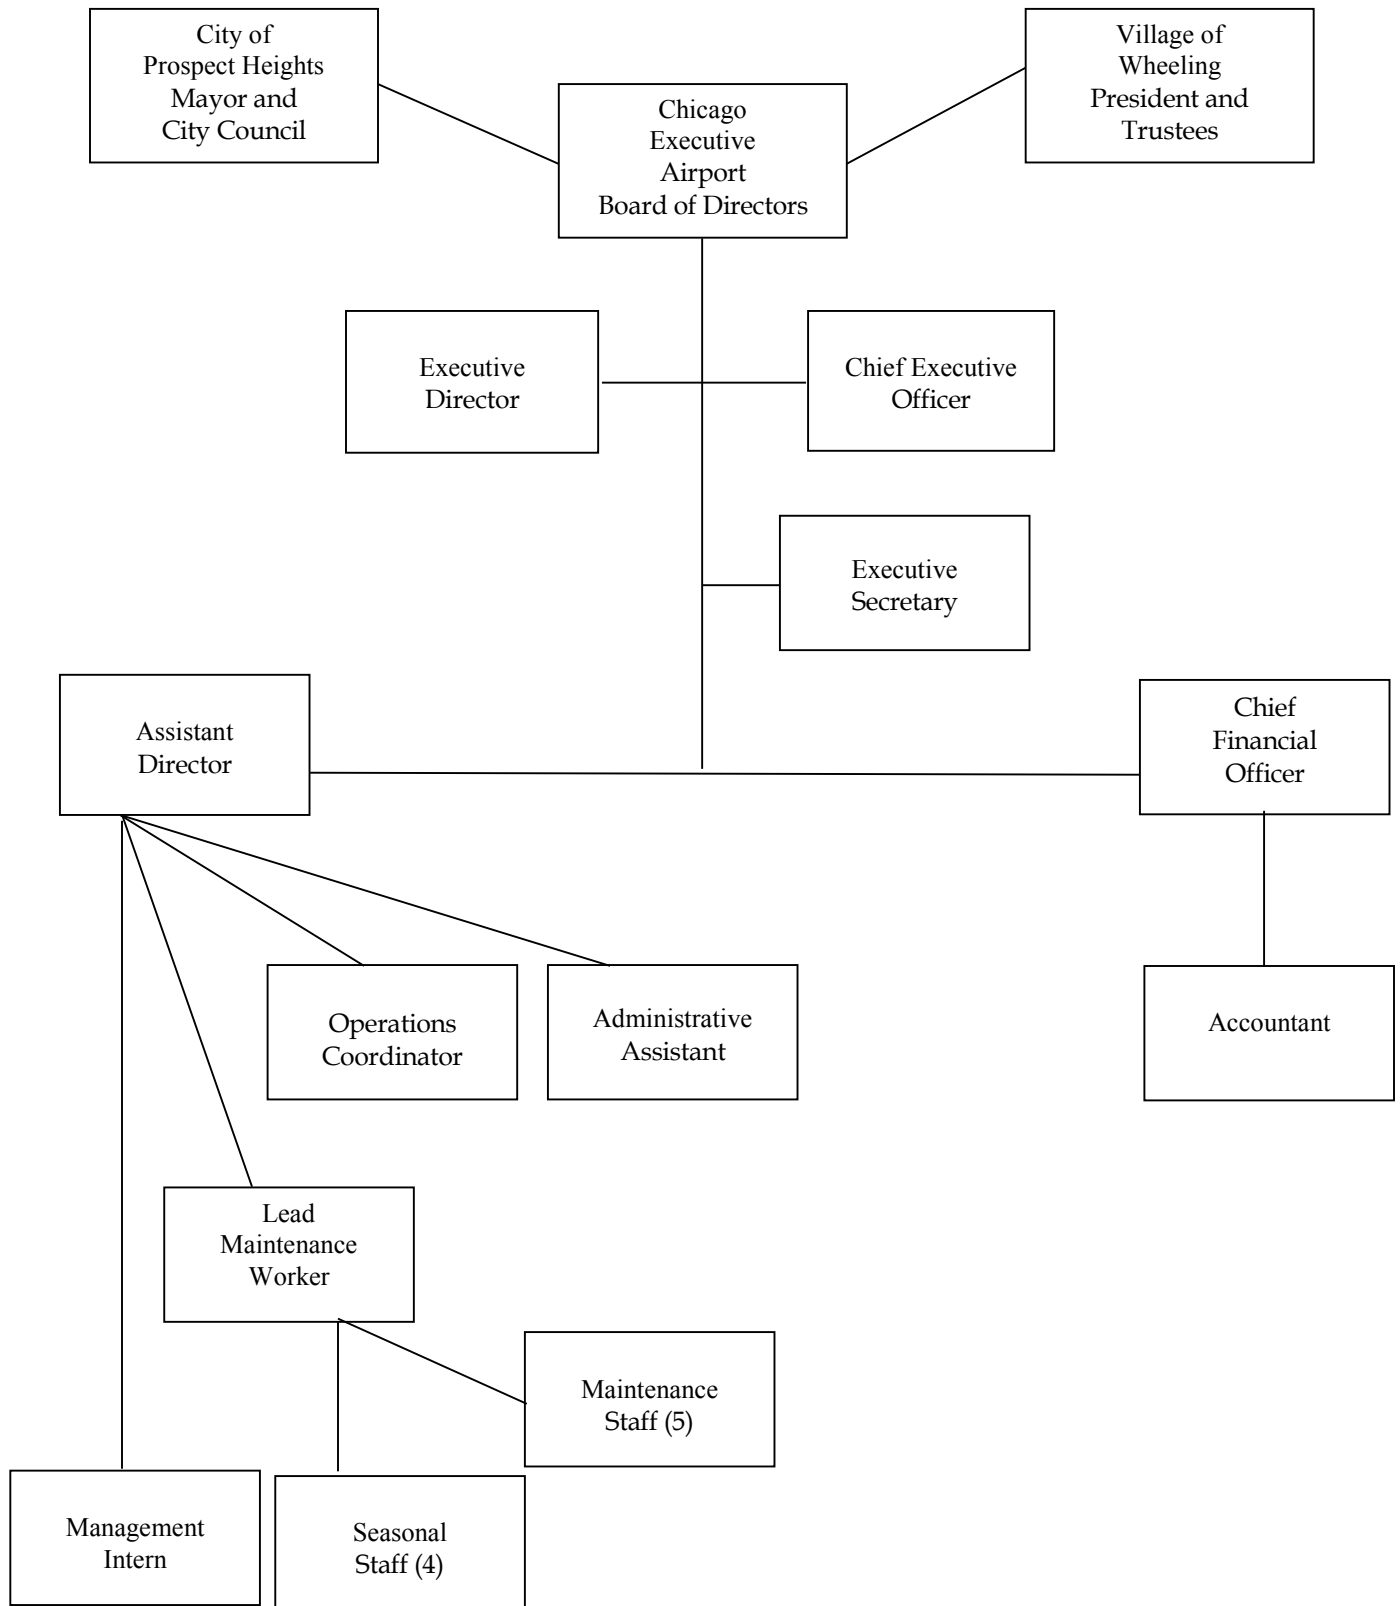 City of
Prospect Heights
Mayor and
City Council
Village of
Wheeling
President and
Trustees
Chicago
Executive
Airport
Board of Directors
Executive
Director
Chief Executive
Officer
Executive
Secretary
Assistant
Director
Chief
Financial
Officer
Operations
Coordinator
Administrative
Assistant
Accountant
Lead
Maintenance
Worker
Maintenance
Staff (5)
Management
Intern
Seasonal
Staff (4)